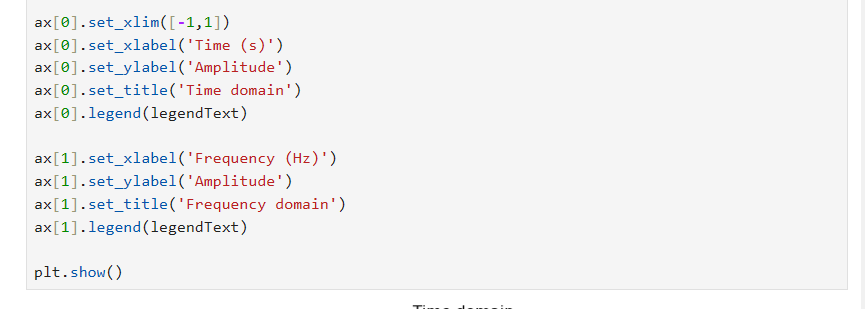 ax[0].set_xlim([-1,1])
ax[0].set_xlabel('Time (s)')
ax[0].set_ylabel('Amplitude')
ax[0].set_title('Time domain')
ax[0].legend(legendText)
ax[1].set_xlabel('Frequency (Hz)')
ax[1].set_ylabel('Amplitude')
ax[1].set_title('Frequency domain')
ax[1].legend(legendText)
plt.show()
Time domain